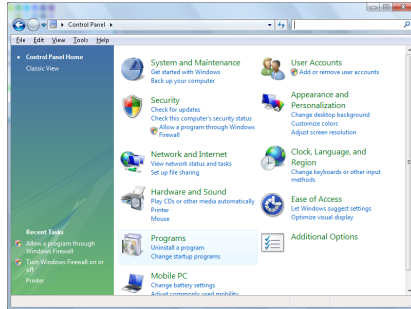 Control Panel
File Edit View Tools Help
Control Panel Home
Classic View
System and Maintenance
Get started with Windows
Back up your computer
Security
Check for updates
Check this computer's security status
Allow a program through Windows
Firewall
Network and Internet
View network status and tasks
Set up file sharing
Hardware and Sound
Play CDs or other media automatically
Printer
Mouse
Programs
Uninstall a program
Change startup programs
Mobile PC
Change battery settings
Adjust commonly used mobility
User Accounts
Add or remove user accounts
Appearance and
Personalization
Change desktop background
Customize colors
Adjust screen resolution
Clock, Language, and
Region
Change keyboards or other input
methods
Ease of Access
Let Windows suggest settings
Optimize visual display
Additional Options
Recent Tasks
Allow a program through
Windows Firewall
Turn Windows Firewall on or
off
Printer